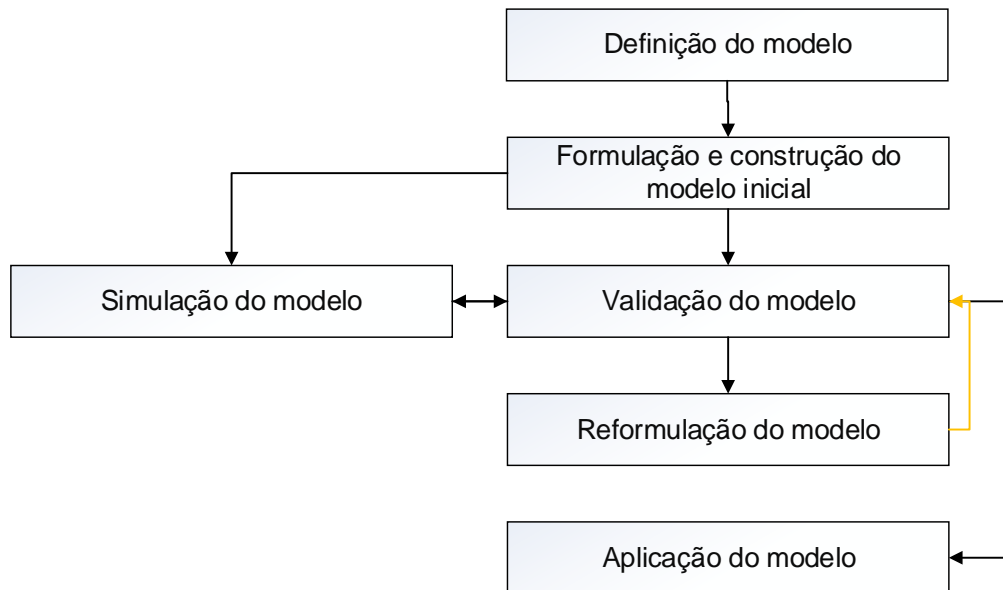 Definição do modelo
Formulação e construção do
modelo inicial
Simulação do modelo
Validação do modelo
Reformulação do modelo
Aplicação do modelo